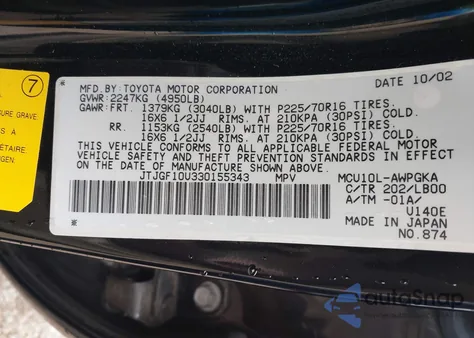 7
SURE GRAVE
ÉTAIRE
MFD.BY:TOYOTA MOTOR CORPORATION DATE 10/02
GVWR:2247KG (4950LB)
GAWR:FRT. 1379KG (3040LB) WITH P225/70R16 TIRES.
16X6 1/2JJ RIMS. AT 210KPA (30PSI) COLD.
RR. 1153KG (2540LB) WITH P225/70R16 TIRES.
16X6 1/2JJ RIMS. AT 210KPA (30PSI) COLD.
THIS VEHICLE CONFORMS TO ALL APPLICABLE FEDERAL MOTOR
VEHICLE SAFETY, BUMPER, AND THEFT PREVENTION STANDARDS IN
EFFECT ON THE DATE OF MANUFACTURE SHOWN ABOVE.
JTJGF10U330155343 MPV MCU10L-AWPGKA
C/TR 202/LB00
A/TM -01A/
U140E
MADE IN JAPAN
NO.874
autoSnap